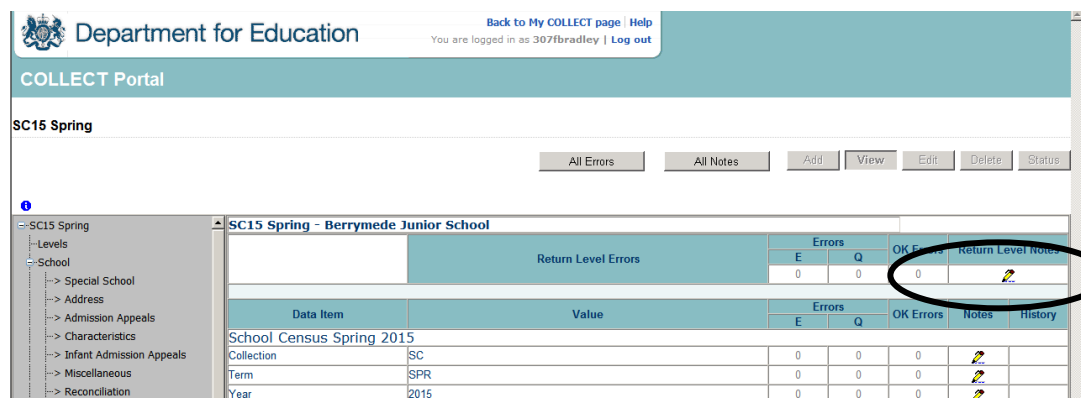 Department for Education
Back to My COLLECT page | Help
You are logged in as 307fbradley | Log out
COLLECT Portal
SC15 Spring
All Errors All Notes Add View Edit Delete Status
SC15 Spring
Levels
School
--> Special School
--> Address
--> Admission Appeals
--> Characteristics
--> Infant Admission Appeals
--> Miscellaneous
--> Reconciliation
SC15 Spring - Berrymede Junior School
Return Level Errors Errors OK Errors Return Level Notes
E Q
0 0 0
Data Item Value Errors OK Errors Notes History
E Q
School Census Spring 2015
Collection SC 0 0 0
Term SPR 0 0 0
Year 2015 0 0 0